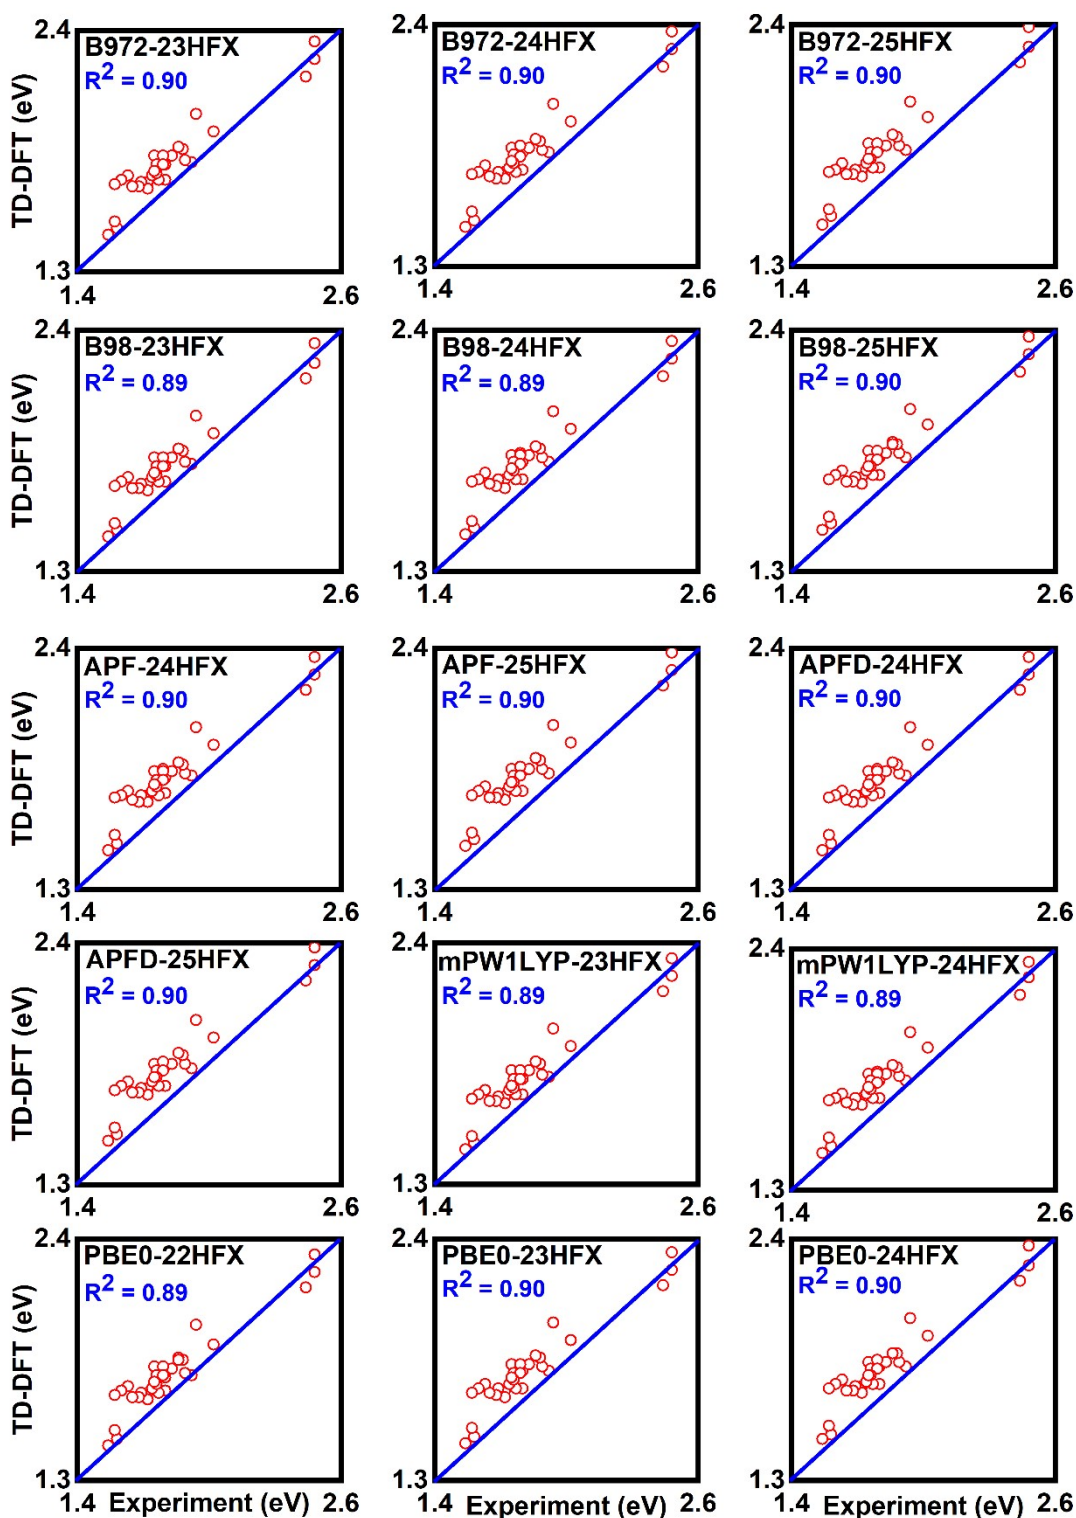 2.4
B972-23HFX
R² = 0.90
TD-DFT (eV)
1.3
1.4
2.6
2.4
B972-24HFX
R² = 0.90
1.3
1.4
2.6
2.4
B972-25HFX
R² = 0.90
1.3
1.4
2.6
2.4
B98-23HFX
R² = 0.89
TD-DFT (eV)
1.3
1.4
2.6
2.4
B98-24HFX
R² = 0.89
1.3
1.4
2.6
2.4
B98-25HFX
R² = 0.90
1.3
1.4
2.6
2.4
APF-24HFX
R² = 0.90
TD-DFT (eV)
1.3
1.4
2.6
2.4
APF-25HFX
R² = 0.90
1.3
1.4
2.6
2.4
APFD-24HFX
R² = 0.90
1.3
1.4
2.6
2.4
APFD-25HFX
R² = 0.90
TD-DFT (eV)
1.3
1.4
2.6
2.4
mPW1LYP-23HFX
R² = 0.89
1.3
1.4
2.6
2.4
mPW1LYP-24HFX
R² = 0.89
1.3
1.4
2.6
2.4
PBE0-22HFX
R² = 0.89
TD-DFT (eV)
1.3
1.4
Experiment (eV)
2.6
2.4
PBE0-23HFX
R² = 0.90
1.3
1.4
Experiment (eV)
2.6
2.4
PBE0-24HFX
R² = 0.90
1.3
1.4
Experiment (eV)
2.6